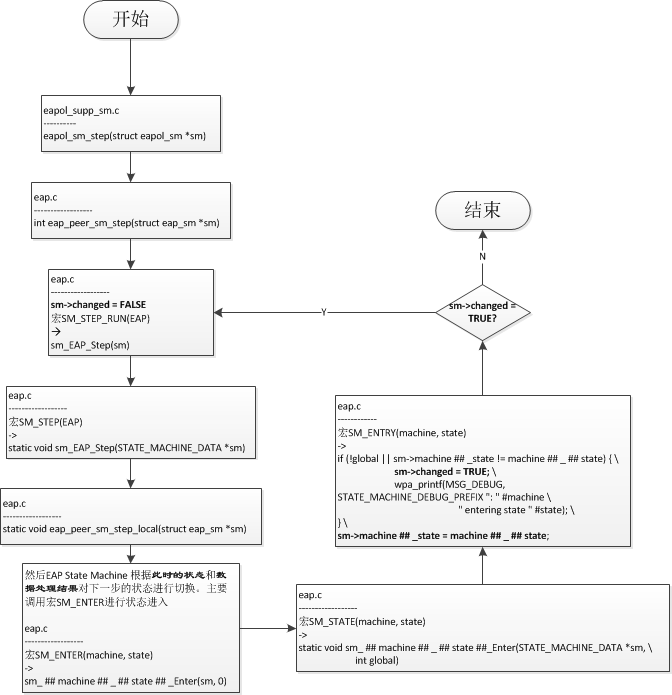 开始
eapol_supp_sm.c
----------
eapol_sm_step(struct eapol_sm *sm)
eap.c
------------------
int eap_peer_sm_step(struct eap_sm *sm)
eap.c
------------------
sm->changed = FALSE
宏SM_STEP_RUN(EAP)
→
sm_EAP_Step(sm)
eap.c
------------------
宏SM_STEP(EAP)
->
static void sm_EAP_Step(STATE_MACHINE_DATA *sm)
eap.c
------------------
static void eap_peer_sm_step_local(struct eap_sm *sm)
然后EAP State Machine 根据此时的状态和数
据处理结果对下一步的状态进行切换。主要
调用宏SM_ENTER进行状态进入
eap.c
------------------
宏SM_ENTER(machine, state)
->
sm_ ## machine ## _ ## state ## _Enter(sm, 0)
eap.c
------------------
宏SM_STATE(machine, state)
->
static void sm_ ## machine ## _ ## state ##_Enter(STATE_MACHINE_DATA *sm, \
int global)
eap.c
------------
宏SM_ENTRY(machine, state)
->
if (!global || sm->machine ## _state != machine ## _ ## state) { \
sm->changed = TRUE; \
wpa_printf(MSG_DEBUG,
STATE_MACHINE_DEBUG_PREFIX ": " #machine \
" entering state " #state); \
} \
sm->machine ## _state = machine ## _ ## state;
sm->changed =
TRUE?
Y
N
结束